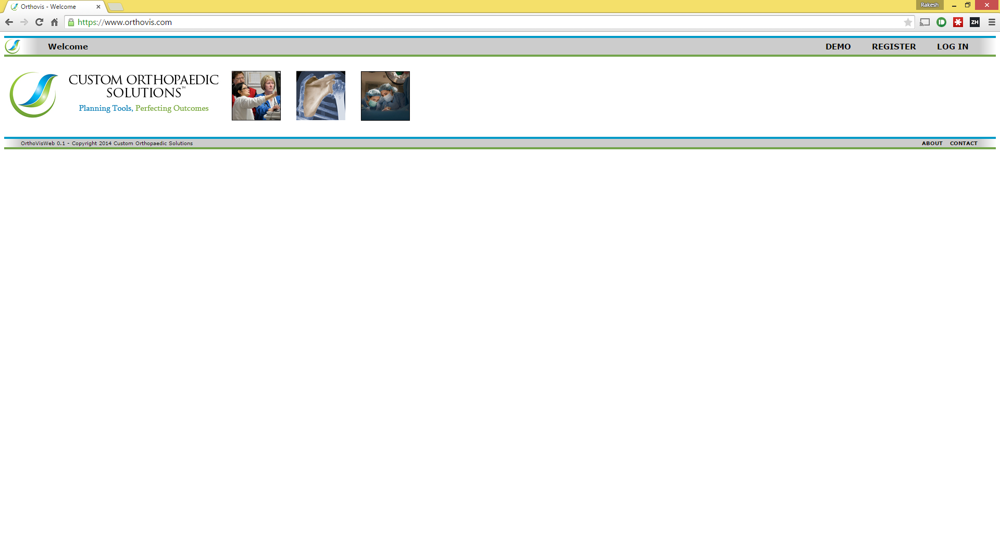 Orthovis - Welcome
Rakesh
https://www.orthovis.com
ZH
Welcome
DEMO REGISTER LOG IN
CUSTOM ORTHOPAEDIC
SOLUTIONS™
Planning Tools, Perfecting Outcomes
OrthoVisWeb 0.1 - Copyright 2014 Custom Orthopaedic Solutions
ABOUT CONTACT